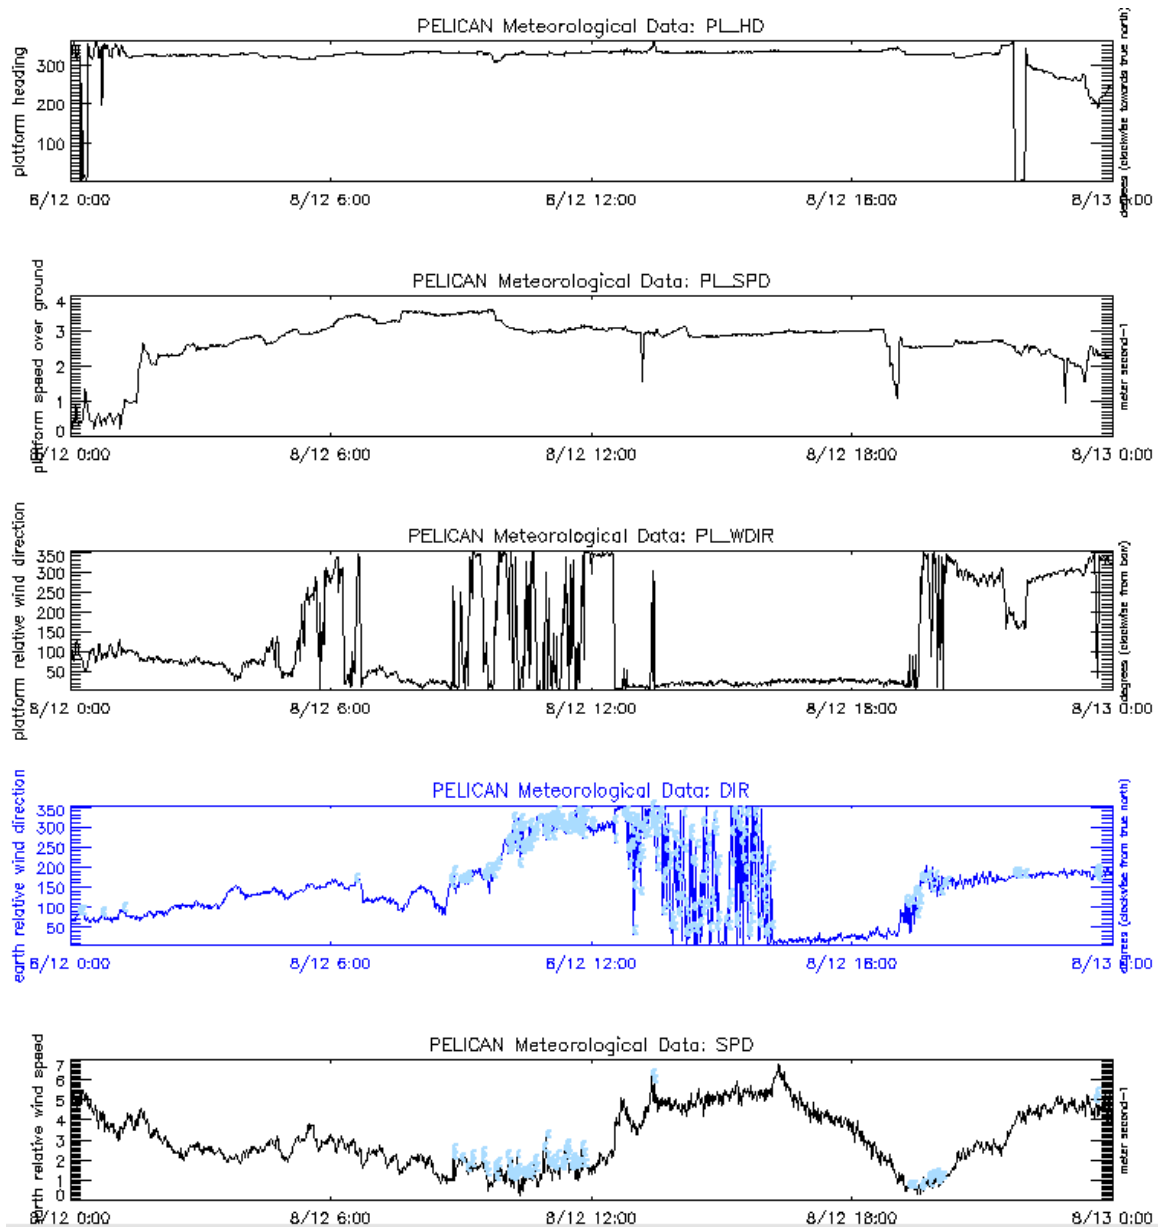 PELICAN Meteorological Data: PL_HD
platform heading
300
200
100
degrees (clockwise towards true north)
8/12 0:00 8/12 6:00 8/12 12:00 8/12 18:00 8/13 0:00
PELICAN Meteorological Data: PL_SPD
platform speed over ground
4
3
2
1
0
meter second-1
8/12 0:00 8/12 6:00 8/12 12:00 8/12 18:00 8/13 0:00
PELICAN Meteorological Data: PL_WDIR
platform relative wind direction
350
300
250
200
150
100
50
degrees (clockwise from bow)
8/12 0:00 8/12 6:00 8/12 12:00 8/12 18:00 8/13 0:00
PELICAN Meteorological Data: DIR
earth relative wind direction
350
300
250
200
150
100
50
degrees (clockwise from true north)
8/12 0:00 8/12 6:00 8/12 12:00 8/12 18:00 8/13 0:00
PELICAN Meteorological Data: SPD
earth relative wind speed
7
6
5
4
3
2
1
0
meter second-1
8/12 0:00 8/12 6:00 8/12 12:00 8/12 18:00 8/13 0:00